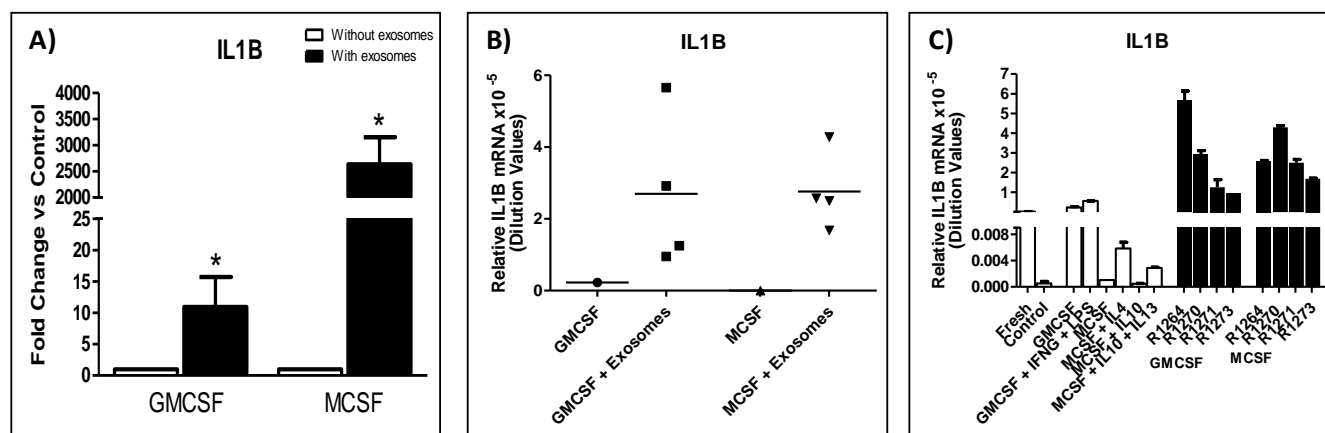 A)
IL1B
Without exosomes
With exosomes
Fold Change vs Control
4000
3500
3000
2500
2000
25
20
15
10
5
0
*
*
GMCSF
MCSF
B)
IL1B
Relative IL1B mRNA x10 -5
(Dilution Values)
6
4
2
0
GMCSF
GMCSF + Exosomes
MCSF
MCSF + Exosomes
C)
IL1B
Relative IL1B mRNA x10 -5
(Dilution Values)
7
6
5
4
3
2
1
0.008
0.004
0.000
Fresh
Control
GMCSF
GMCSF + IFNG + LPS
MCSF
MCSF + IL4
MCSF + IL10
MCSF + IL10 + IL13
R1264
R1270
R1271
R1273
R1264
R1270
R1271
R1273
GMCSF
MCSF